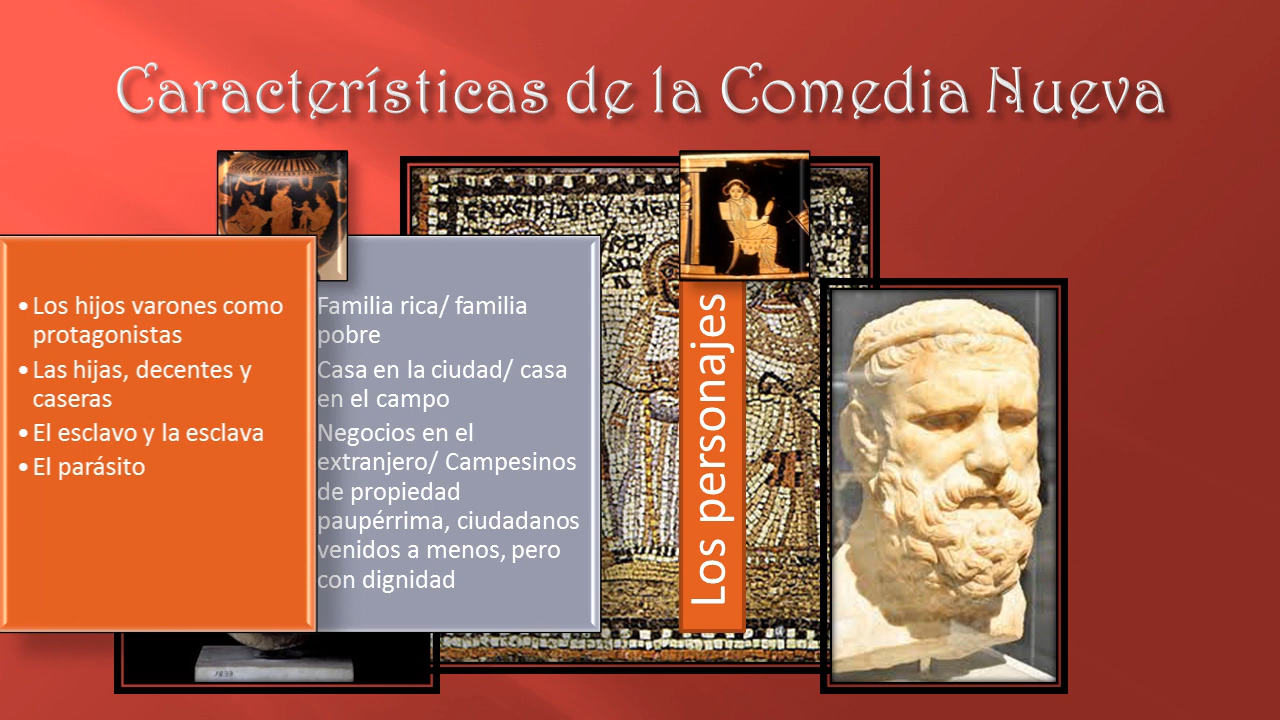 Características de la Comedia Nueva
• Los hijos varones como
protagonistas
• Las hijas, decentes y
caseras
• El esclavo y la esclava
• El parásito
Familia rica/ familia
pobre
Casa en la ciudad/ casa
en el campo
Negocios en el
extranjero/ Campesinos
de propiedad
paupérrima, ciudadanos
venidos a menos, pero
con dignidad
Los personajes